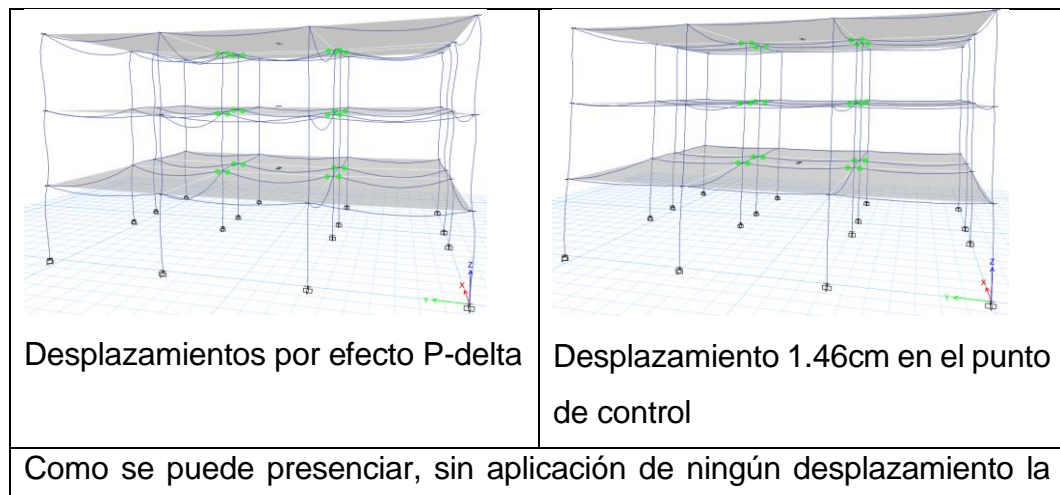 Z
X
Y
Z
X
Y
Desplazamientos por efecto P-delta
Desplazamiento 1.46cm en el punto
de control
Como se puede presenciar, sin aplicación de ningún desplazamiento la